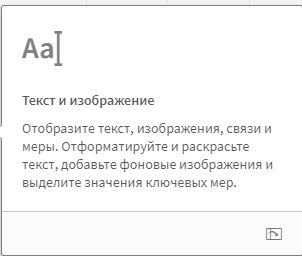 Aa
Текст и изображение
Отобразите текст, изображения, связи и
меры. Отформатируйте и раскрасьте
текст, добавьте фоновые изображения и
выделите значения ключевых мер.